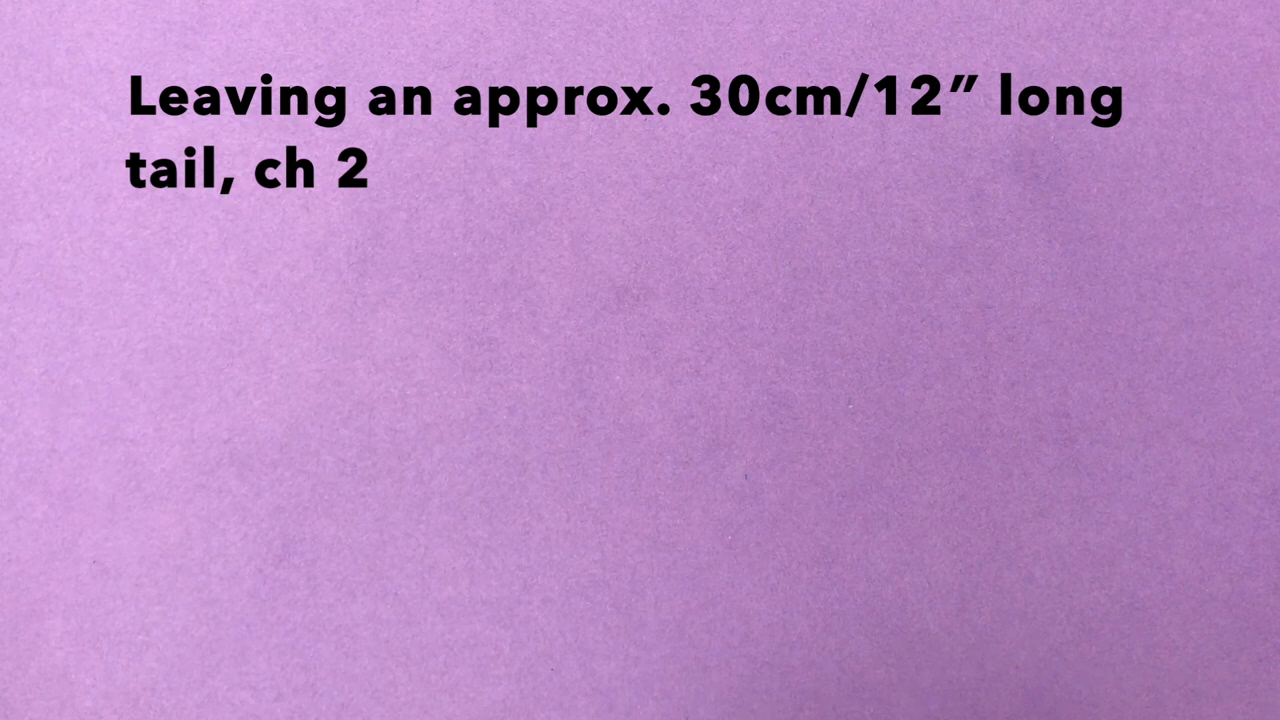 Leaving an approx. 30cm/12” long
tail, ch 2